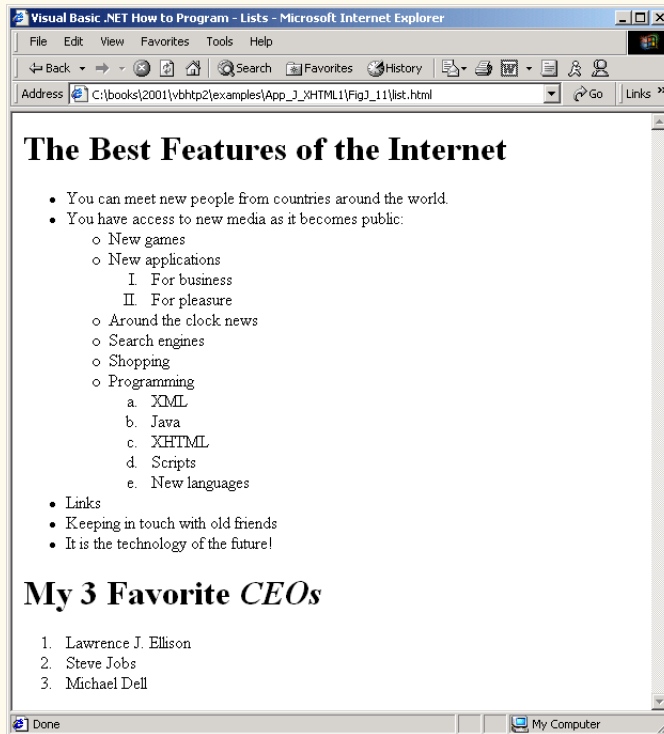 Visual Basic .NET How to Program - Lists - Microsoft Internet Explorer
File Edit View Favorites Tools Help
Back Search Favorites History
Address C:\books\2001\vbhtp2\examples\App_J_XHTML1\FigJ_11\list.html Go Links »
The Best Features of the Internet
• You can meet new people from countries around the world.
• You have access to new media as it becomes public:
o New games
o New applications
I. For business
II. For pleasure
o Around the clock news
o Search engines
o Shopping
o Programming
a. XML
b. Java
c. XHTML
d. Scripts
e. New languages
• Links
• Keeping in touch with old friends
• It is the technology of the future!
My 3 Favorite CEOs
1. Lawrence J. Ellison
2. Steve Jobs
3. Michael Dell
Done My Computer